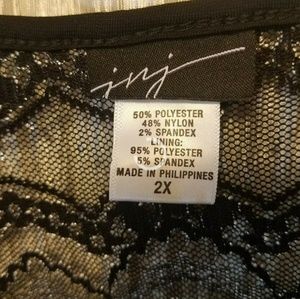 inj
50% POLYESTER
48% NYLON
2% SPANDEX
LINING:
95% POLYESTER
5% SPANDEX
MADE IN PHILIPPINES
2X